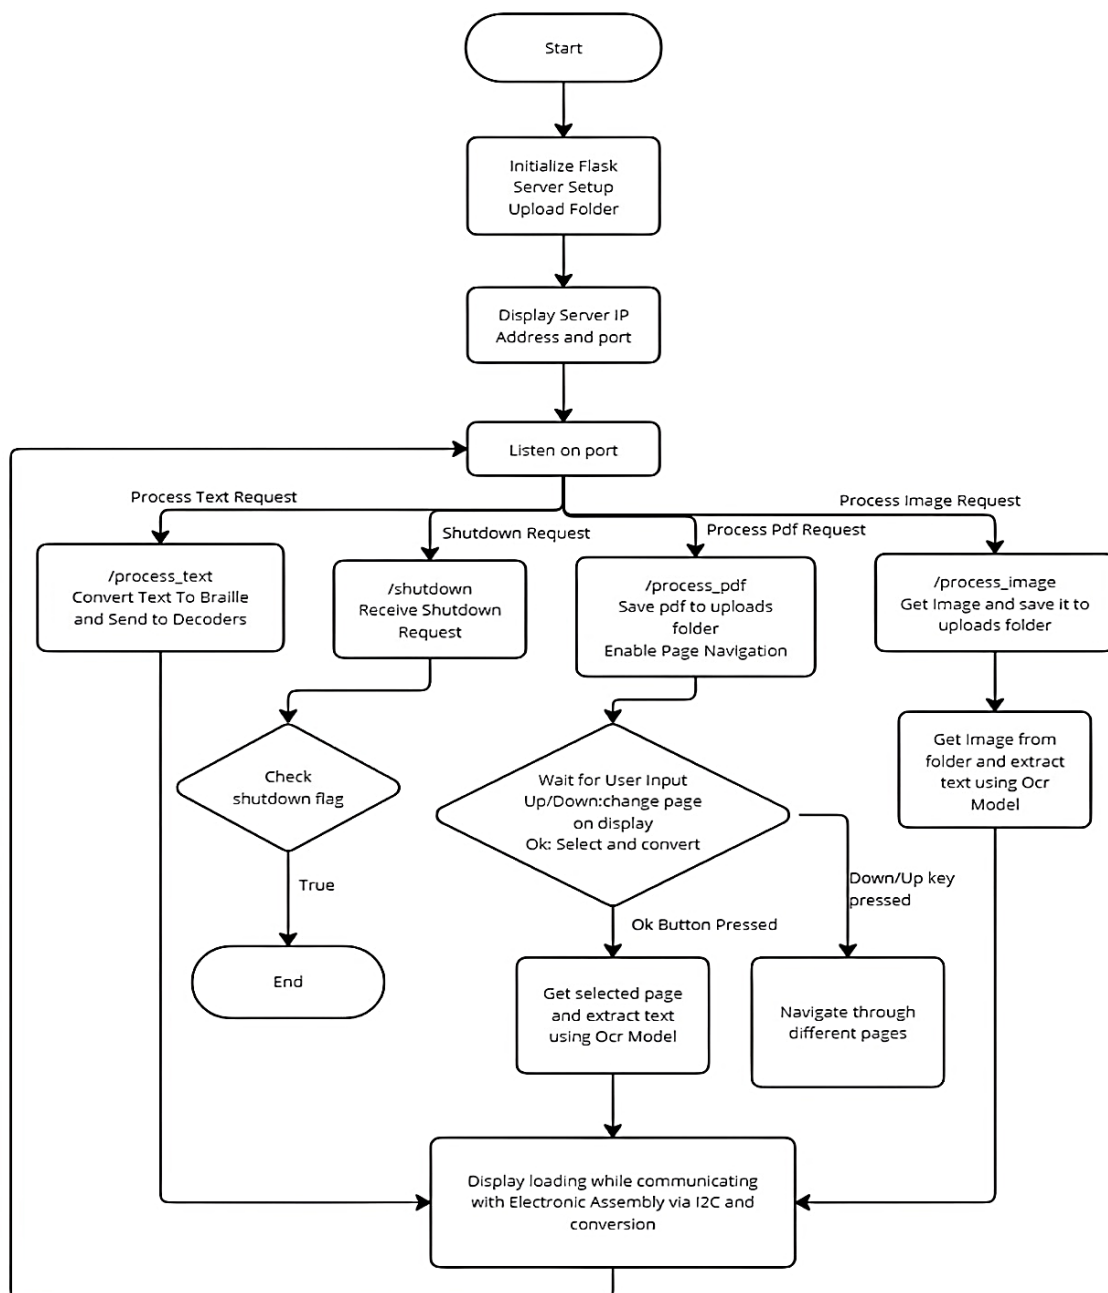 Start
Initialize Flask
Server Setup
Upload Folder
Display Server IP
Address and port
Listen on port
Process Text Request
Shutdown Request
Process Pdf Request
Process Image Request
/process_text
Convert Text To Braille
and Send to Decoders
/shutdown
Receive Shutdown
Request
/process_pdf
Save pdf to uploads
folder
Enable Page Navigation
/process_image
Get Image and save it to
uploads folder
Check
shutdown flag
Wait for User Input
Up/Down:change page
on display
Ok: Select and convert
Get Image from
folder and extract
text using Ocr
Model
True
Ok Button Pressed
Down/Up key
pressed
End
Get selected page
and extract text
using Ocr Model
Navigate through
different pages
Display loading while communicating
with Electronic Assembly via I2C and
conversion